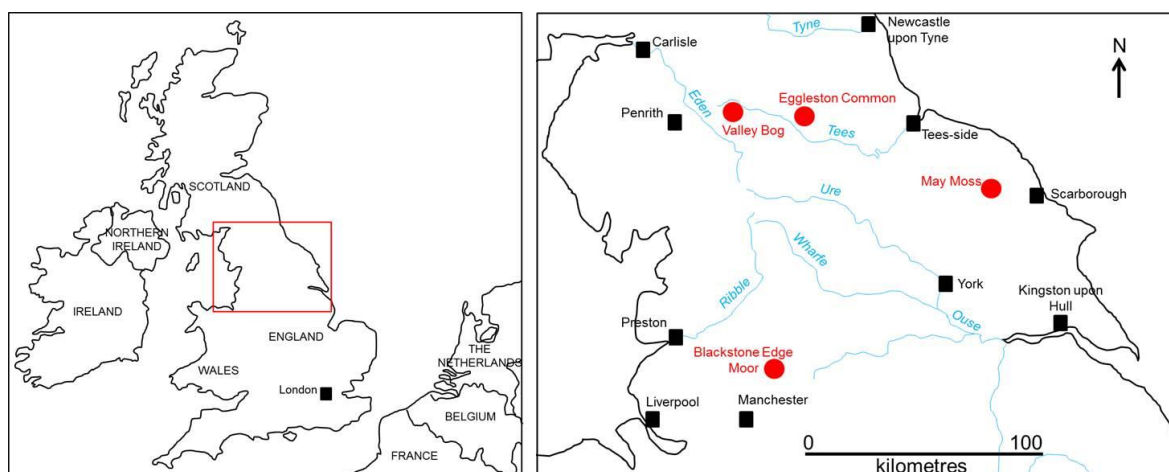 SCOTLAND
NORTHERN
IRELAND
IRELAND
ENGLAND
WALES
London
THE
NETHERLANDS
BELGIUM
FRANCE
Tyne
Newcastle
upon Tyne
Carlisle
N
Eden
Eggleston Common
Penrith
Valley Bog
Tees
Tees-side
May Moss
Scarborough
Ure
Wharfe
Ribble
York
Kingston upon
Hull
Ouse
Preston
Blackstone Edge
Moor
Liverpool
Manchester
0
100
kilometres